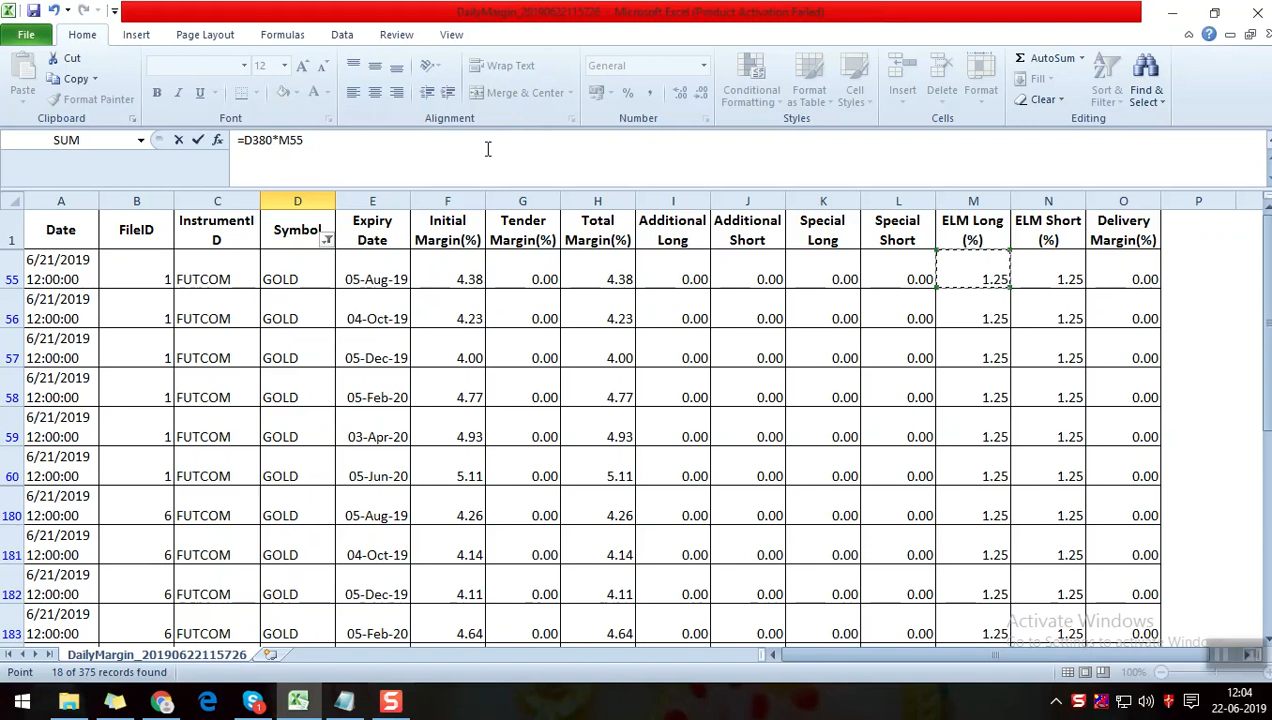 DailyMargin_20190622115726 - Microsoft Excel (Product Activation Failed)
File Home Insert Page Layout Formulas Data Review View
Paste
Cut
Copy
Format Painter
Clipboard
12
A A
B I U
A
Font
Wrap Text
Merge & Center
Alignment
General
% ,
Number
Conditional Formatting
Format as Table
Cell Styles
Styles
Insert Delete Format
Cells
Σ AutoSum
Fill
Clear
Sort & Filter
Find & Select
Editing
SUM fx =D380*M55
A B C D E F G H I J K L M N O P
1 Date FileID InstrumentI Symbol Expiry Initial Tender Total Additional Additional Special Special ELM Long ELM Short Delivery
D Date Margin(%) Margin(%) Margin(%) Long Short Long Short (%) (%) Margin(%)
6/21/2019
55 12:00:00 1 FUTCOM GOLD 05-Aug-19 4.38 0.00 4.38 0.00 0.00 0.00 0.00 1.25 1.25 0.00
6/21/2019
56 12:00:00 1 FUTCOM GOLD 04-Oct-19 4.23 0.00 4.23 0.00 0.00 0.00 0.00 1.25 1.25 0.00
6/21/2019
57 12:00:00 1 FUTCOM GOLD 05-Dec-19 4.00 0.00 4.00 0.00 0.00 0.00 0.00 1.25 1.25 0.00
6/21/2019
58 12:00:00 1 FUTCOM GOLD 05-Feb-20 4.77 0.00 4.77 0.00 0.00 0.00 0.00 1.25 1.25 0.00
6/21/2019
59 12:00:00 1 FUTCOM GOLD 03-Apr-20 4.93 0.00 4.93 0.00 0.00 0.00 0.00 1.25 1.25 0.00
6/21/2019
60 12:00:00 1 FUTCOM GOLD 05-Jun-20 5.11 0.00 5.11 0.00 0.00 0.00 0.00 1.25 1.25 0.00
6/21/2019
180 12:00:00 6 FUTCOM GOLD 05-Aug-19 4.26 0.00 4.26 0.00 0.00 0.00 0.00 1.25 1.25 0.00
6/21/2019
181 12:00:00 6 FUTCOM GOLD 04-Oct-19 4.14 0.00 4.14 0.00 0.00 0.00 0.00 1.25 1.25 0.00
6/21/2019
182 12:00:00 6 FUTCOM GOLD 05-Dec-19 4.11 0.00 4.11 0.00 0.00 0.00 0.00 1.25 1.25 0.00
6/21/2019
183 12:00:00 6 FUTCOM GOLD 05-Feb-20 4.64 0.00 4.64 0.00 0.00 0.00 0.00 1.25 1.25 0.00
Activate Windows
Go to Settings to activate Windo
DailyMargin_20190622115726
Point 18 of 375 records found 100%
12:04
22-06-2019